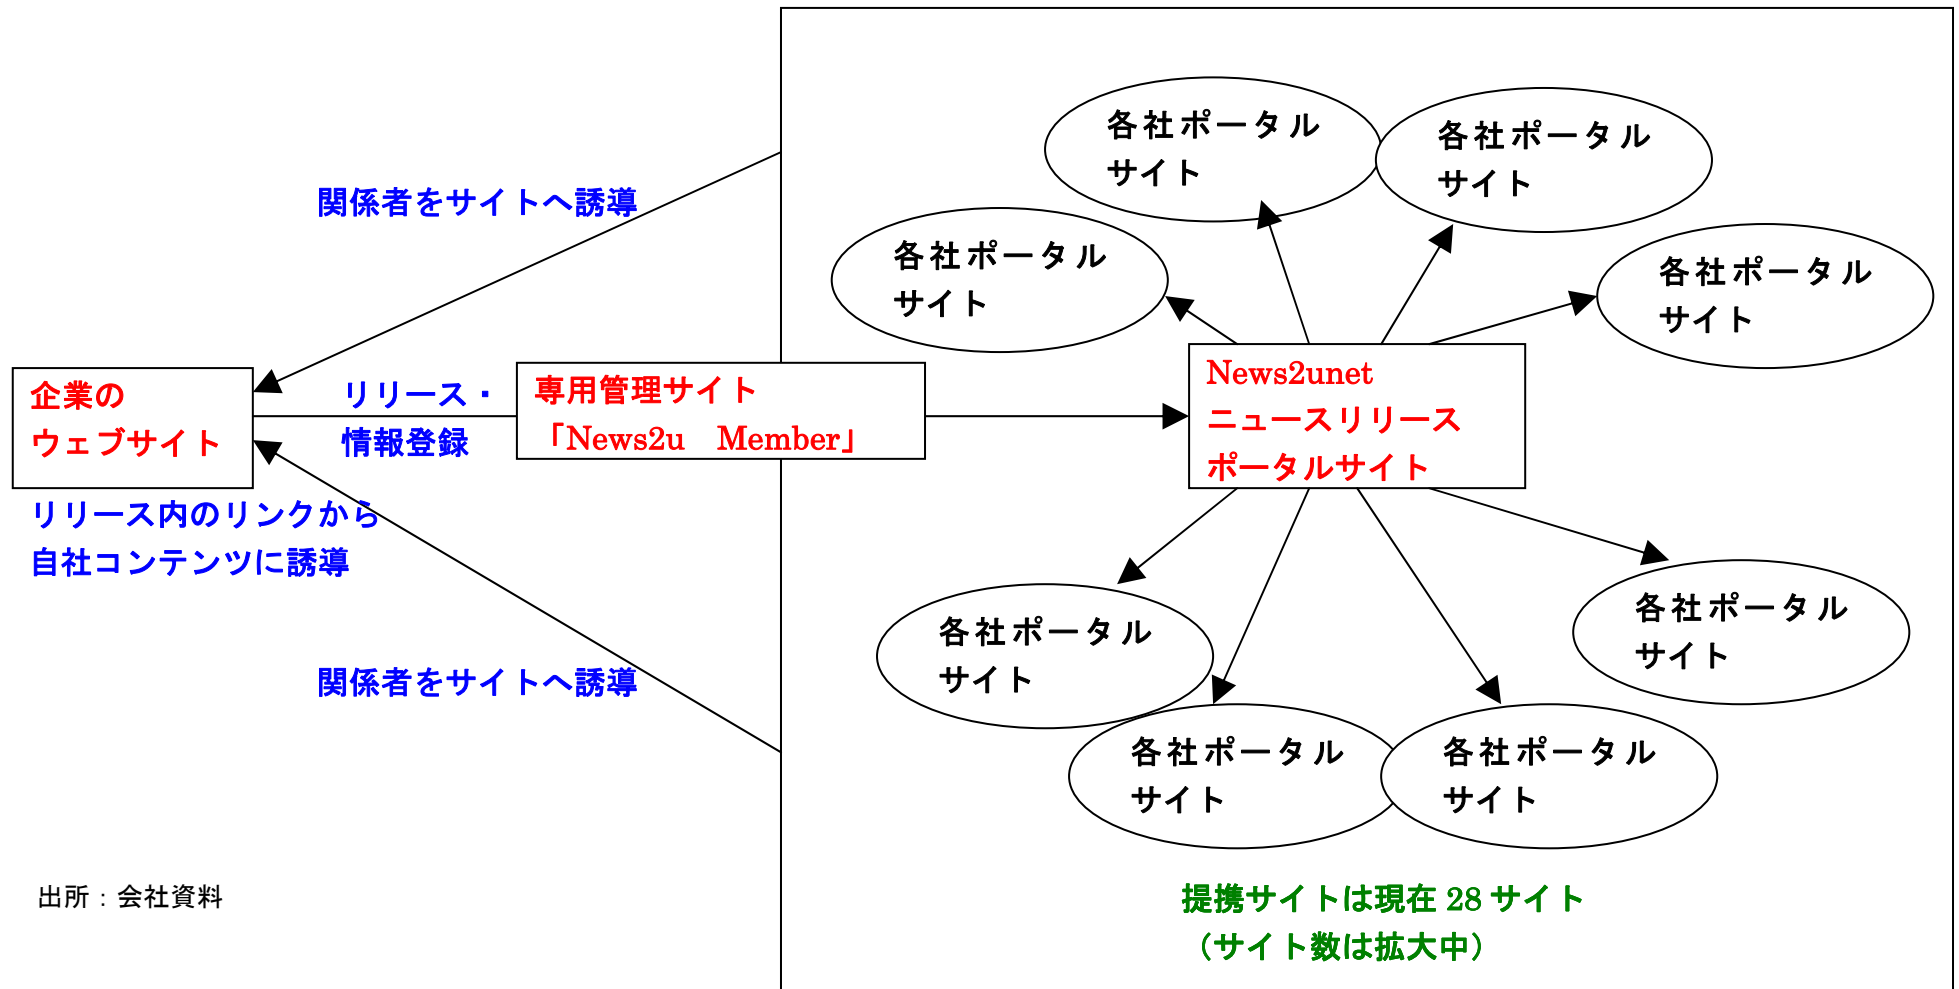 各社ポータル
サイト
各社ポータル
サイト
関係者をサイトへ誘導
各社ポータル
サイト
各社ポータル
サイト
企業の
ウェブサイト
リリース・
情報登録
専用管理サイト
「News2u　Member」
News2unet
ニュースリリース
ポータルサイト
リリース内のリンクから
自社コンテンツに誘導
関係者をサイトへ誘導
各社ポータル
サイト
各社ポータル
サイト
各社ポータル
サイト
各社ポータル
サイト
出所：会社資料
提携サイトは現在 28 サイト
（サイト数は拡大中）